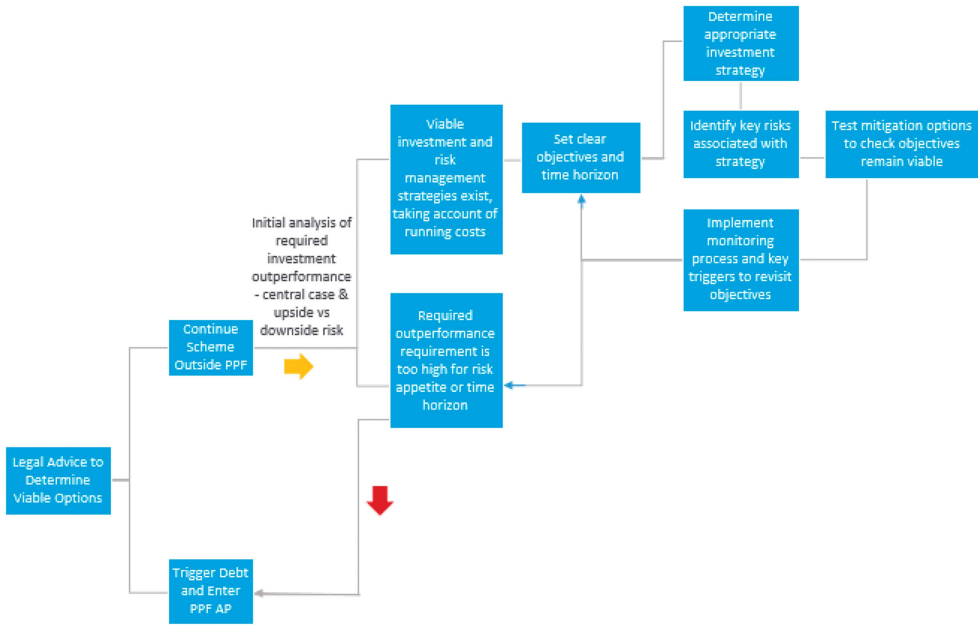 Legal Advice to
Determine
Viable Options
Continue
Scheme
Outside PPF
Trigger Debt
and Enter
PPF AP
Initial analysis of
required
investment
outperformance
- central case &
upside vs
downside risk
Viable
investment and
risk
management
strategies exist,
taking account of
running costs
Required
outperformance
requirement is
too high for risk
appetite or time
horizon
Set clear
objectives and
time horizon
Determine
appropriate
investment
strategy
Identify key risks
associated with
strategy
Test mitigation options
to check objectives
remain viable
Implement
monitoring
process and key
triggers to revisit
objectives